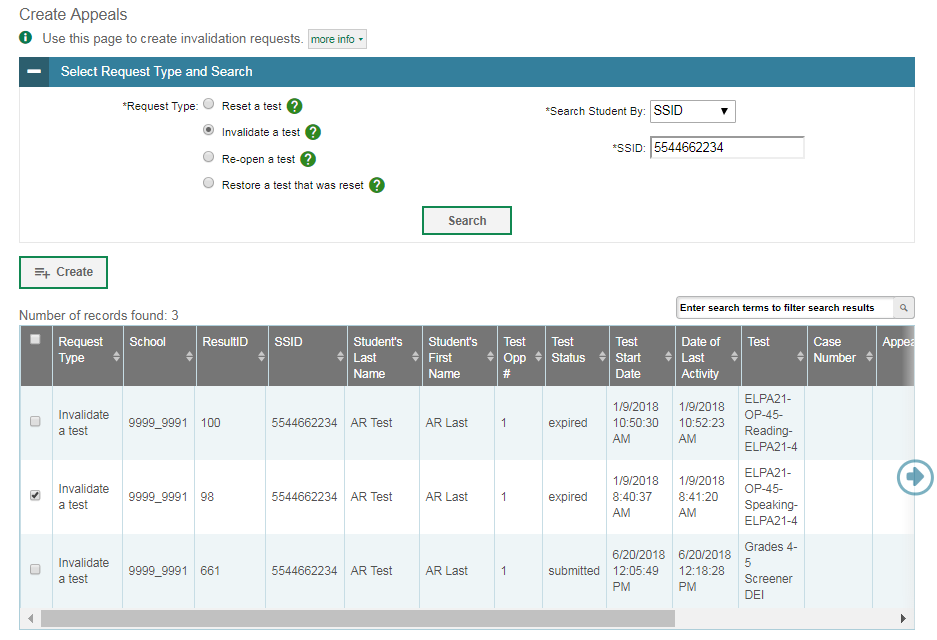 Create Appeals
Use this page to create invalidation requests. more info
Select Request Type and Search
*Request Type: Reset a test ?
Invalidate a test ?
Re-open a test ?
Restore a test that was reset ?
*Search Student By: SSID
*SSID: 5544662234
Search
Create
Number of records found: 3
Enter search terms to filter search results
Request Type School ResultID SSID Student's Last Name Student's First Name Test Opp # Test Status Test Start Date Date of Last Activity Test Case Number Appea
Invalidate a test 9999_9991 100 5544662234 AR Test AR Last 1 expired 1/9/2018 10:50:30 AM 1/9/2018 10:52:23 AM ELPA21-OP-45-Reading-ELPA21-4
Invalidate a test 9999_9991 98 5544662234 AR Test AR Last 1 expired 1/9/2018 8:40:37 AM 1/9/2018 8:41:20 AM ELPA21-OP-45-Speaking-ELPA21-4
Invalidate a test 9999_9991 661 5544662234 AR Test AR Last 1 submitted 6/20/2018 12:05:49 PM 6/20/2018 12:18:28 PM Grades 4-5 Screener DEI